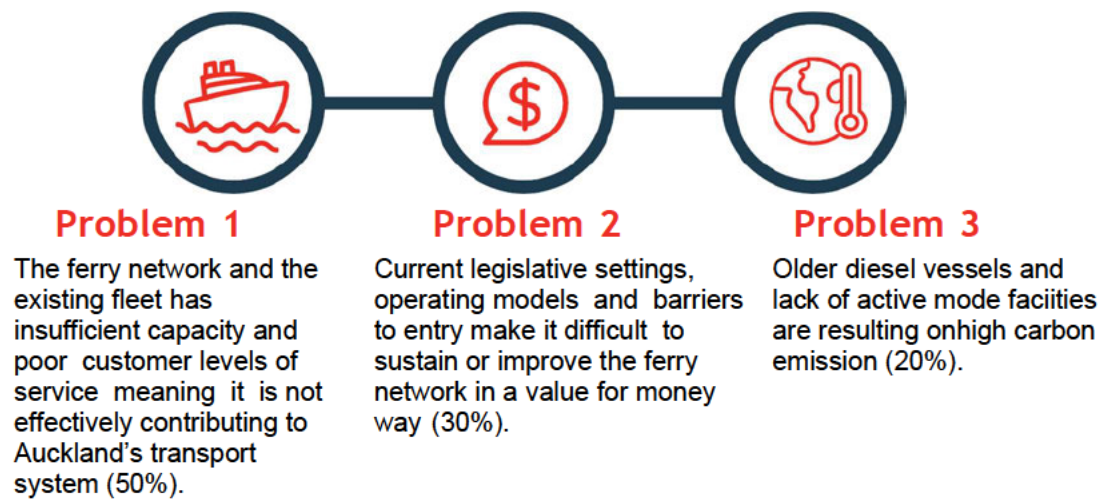 Problem 1
The ferry network and the
existing fleet has
insufficient capacity and
poor customer levels of
service meaning it is not
effectively contributing to
Auckland's transport
system (50%).
Problem 2
Current legislative settings,
operating models and barriers
to entry make it difficult to
sustain or improve the ferry
network in a value for money
way (30%).
Problem 3
Older diesel vessels and
lack of active mode faciities
are resulting onhigh carbon
emission (20%).